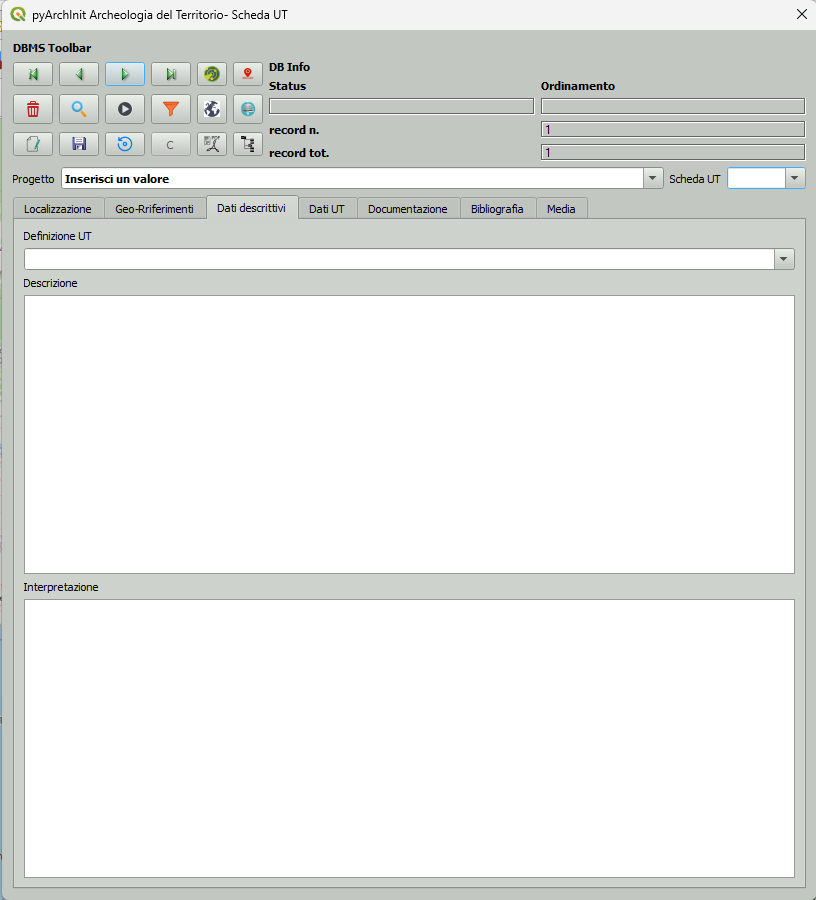 pyArchInit Archeologia del Territorio- Scheda UT
DBMS Toolbar
DB Info
Status
Ordinamento
record n.
1
record tot.
1
C
Progetto
Inserisci un valore
Scheda UT
Localizzazione
Geo-Rriferimenti
Dati descrittivi
Dati UT
Documentazione
Bibliografia
Media
Definizione UT
Descrizione
Interpretazione